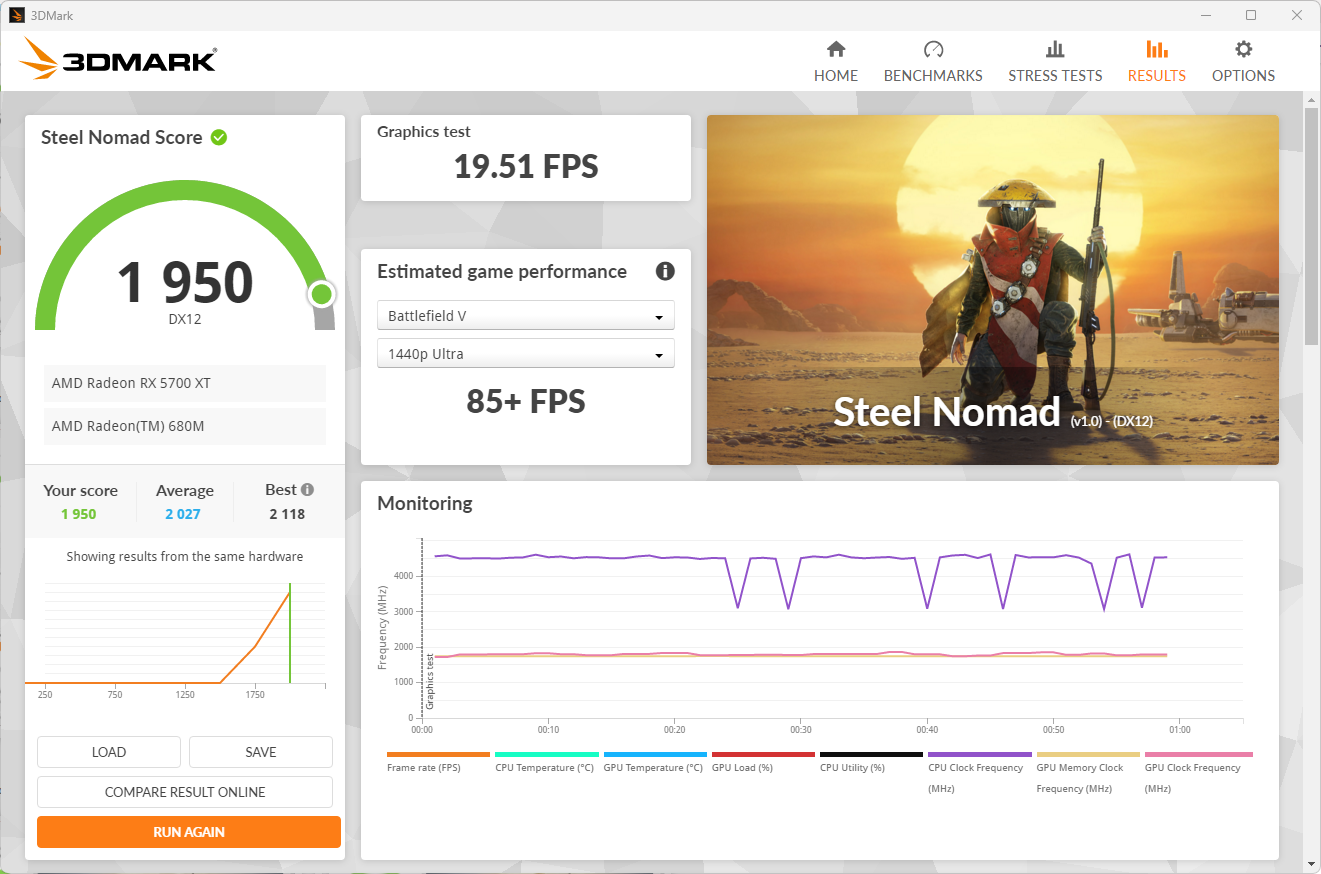 3DMark
3DMARK®
HOME
BENCHMARKS
STRESS TESTS
RESULTS
OPTIONS
Steel Nomad Score
1 950
DX12
AMD Radeon RX 5700 XT
AMD Radeon(TM) 680M
Your score
Average
Best
1 950
2 027
2 118
Showing results from the same hardware
250
750
1250
1750
LOAD
SAVE
COMPARE RESULT ONLINE
RUN AGAIN
Graphics test
19.51 FPS
Estimated game performance
Battlefield V
1440p Ultra
85+ FPS
Steel Nomad (v1.0) - (DX12)
Monitoring
Frequency (MHz)
4000
3000
2000
1000
0
Graphics test
00:00
00:10
00:20
00:30
00:40
00:50
01:00
Frame rate (FPS)
CPU Temperature (°C)
GPU Temperature (°C)
GPU Load (%)
CPU Utility (%)
CPU Clock Frequency
(MHz)
GPU Memory Clock
Frequency (MHz)
GPU Clock Frequency
(MHz)